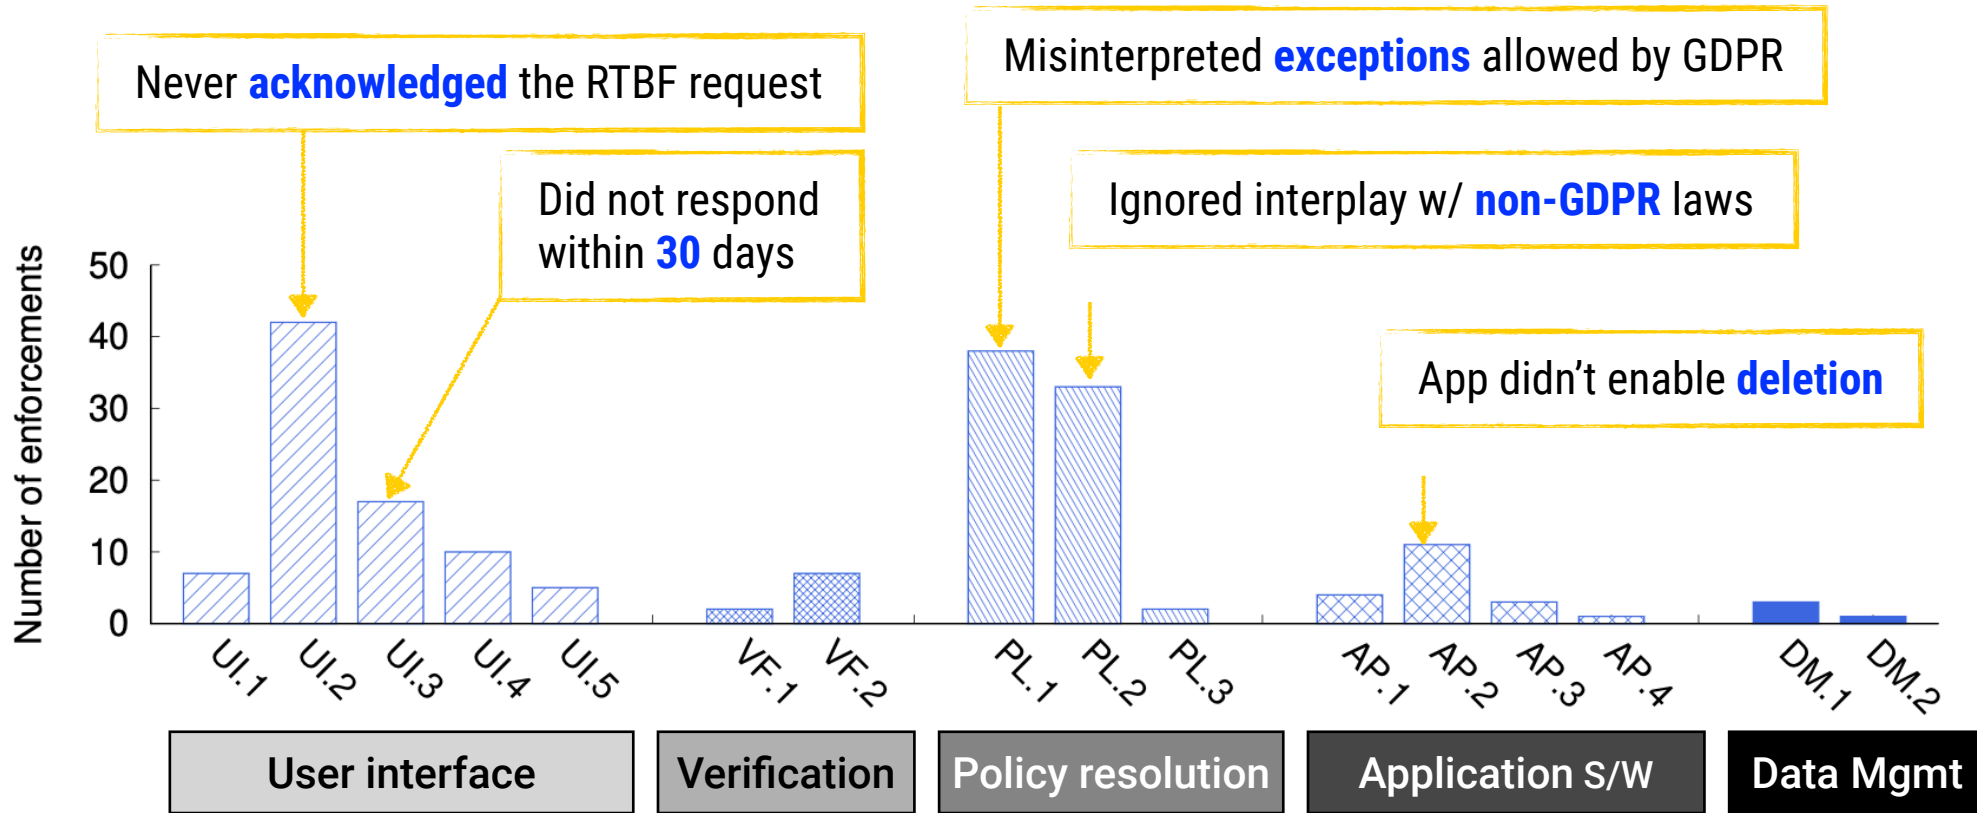 Never acknowledged the RTBF request
Misinterpreted exceptions allowed by GDPR
Did not respond
within 30 days
Ignored interplay w/ non-GDPR laws
App didn’t enable deletion
Number of enforcements
50
40
30
20
10
0
UI.1
UI.2
UI.3
UI.4
UI.5
VF.1
VF.2
PL.1
PL.2
PL.3
AP.1
AP.2
AP.3
AP.4
DM.1
DM.2
User interface
Verification
Policy resolution
Application S/W
Data Mgmt